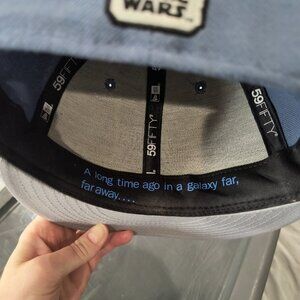 WARS
59FIFTY
59FIFTY
59FIFTY
A long time ago in a galaxy far,
far away....